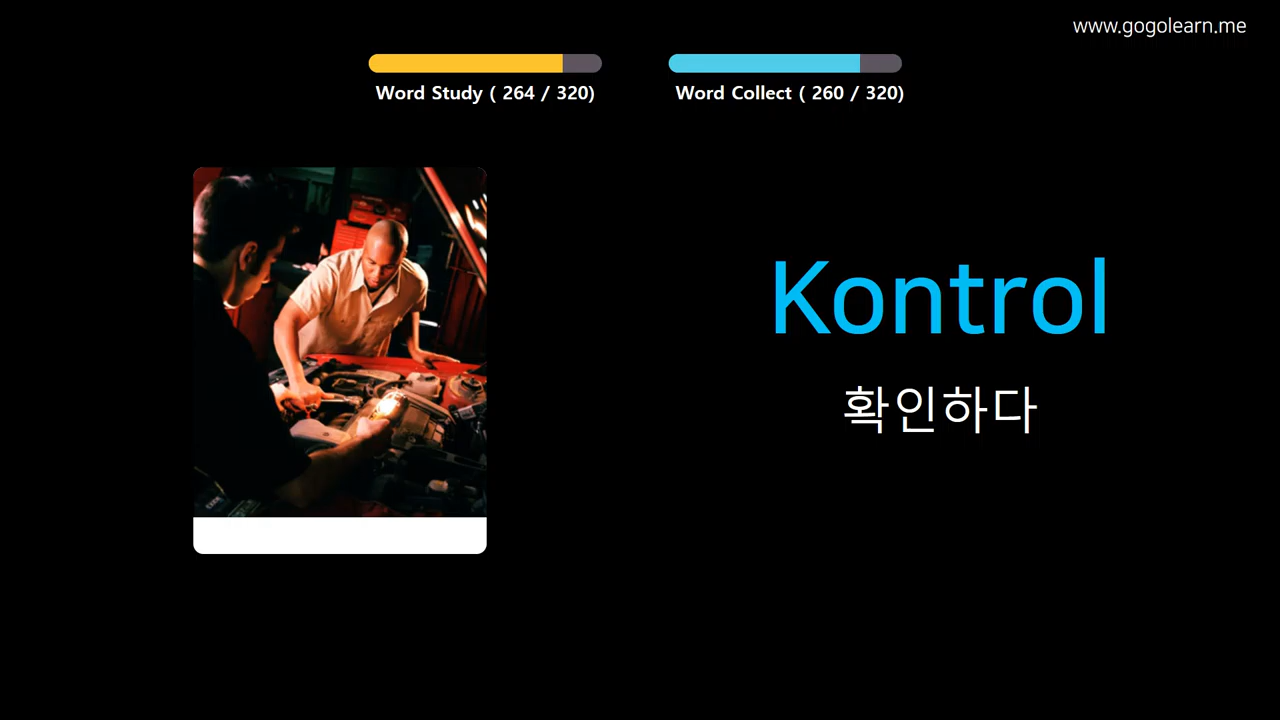 www.gogolearn.me
Word Study ( 264 / 320)
Word Collect ( 260 / 320)
Kontrol
확인하다